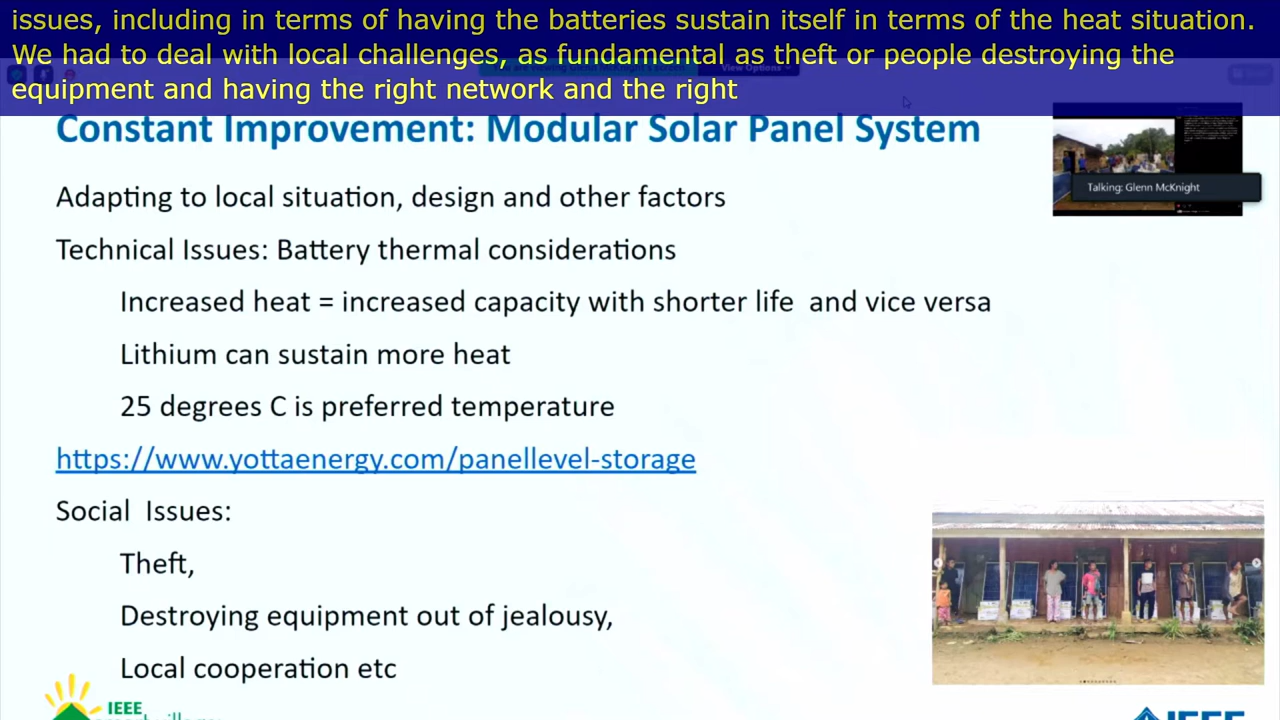 issues, including in terms of having the batteries sustain itself in terms of the heat situation.
We had to deal with local challenges, as fundamental as theft or people destroying the
equipment and having the right network and the right
View Options
Constant Improvement: Modular Solar Panel System
Talking: Glenn McKnight
Adapting to local situation, design and other factors
Technical Issues: Battery thermal considerations
Increased heat = increased capacity with shorter life and vice versa
Lithium can sustain more heat
25 degrees C is preferred temperature
https://www.yottaenergy.com/panellevel-storage
Social Issues:
Theft,
Destroying equipment out of jealousy,
Local cooperation etc
IEEE
IEEE